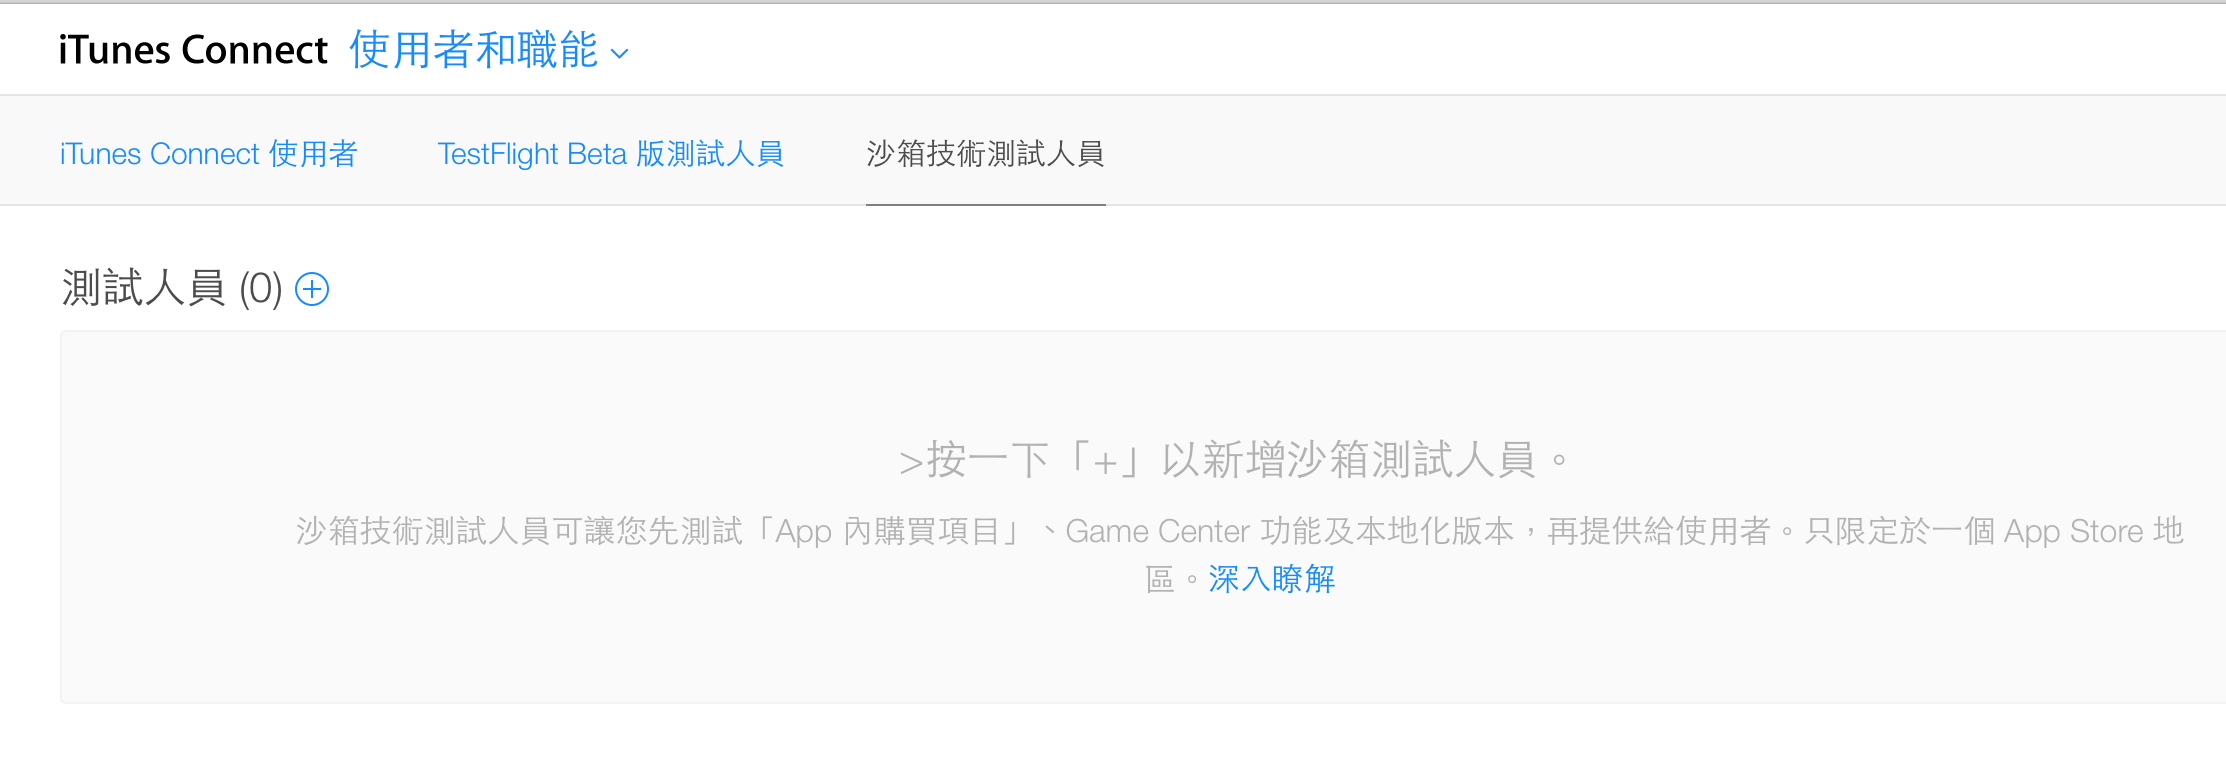 iTunes Connect 使用者和職能
iTunes Connect 使用者 TestFlight Beta 版測試人員 沙箱技術測試人員
測試人員 (0)
>按一下「+」以新增沙箱測試人員。
沙箱技術測試人員可讓您先測試「App 內購買項目」、Game Center 功能及本地化版本，再提供給使用者。只限定於一個 App Store 地
區。深入瞭解